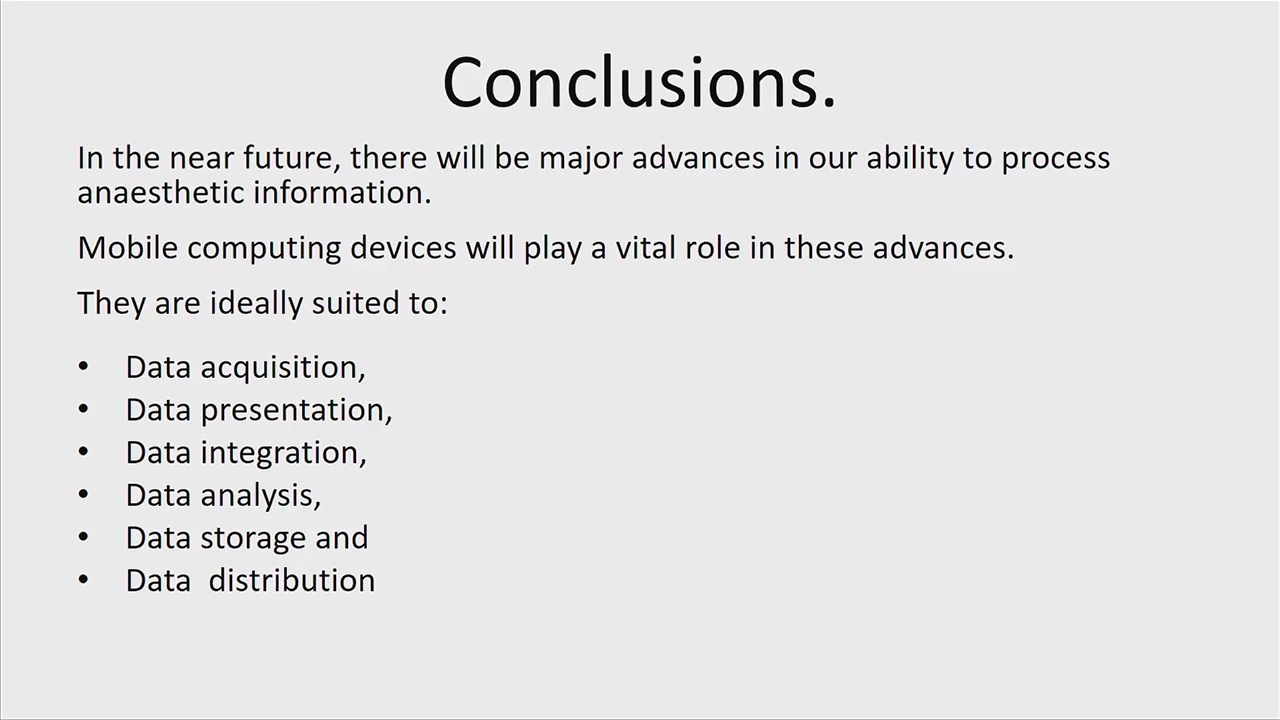 Conclusions.
In the near future, there will be major advances in our ability to process
anaesthetic information.
Mobile computing devices will play a vital role in these advances.
They are ideally suited to:
• Data acquisition,
• Data presentation,
• Data integration,
• Data analysis,
• Data storage and
• Data  distribution